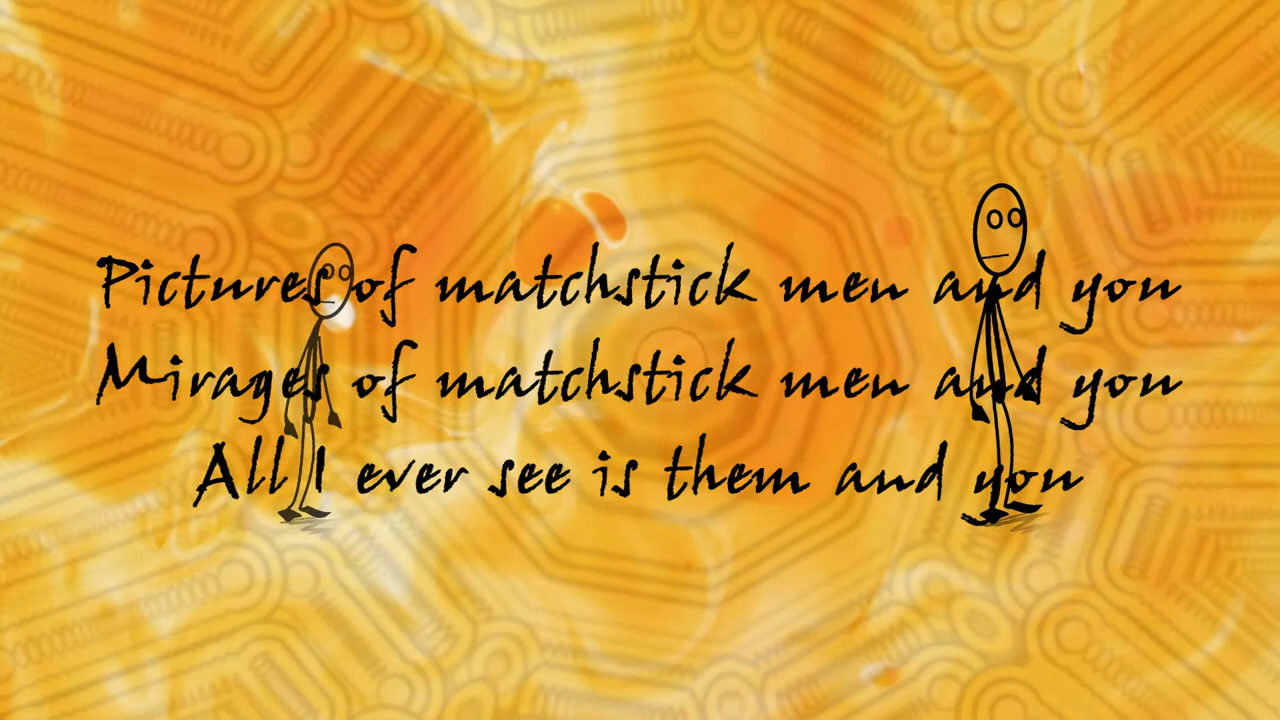 Pictures of matchstick men and you
Mirages of matchstick men and you
All I ever see is them and you